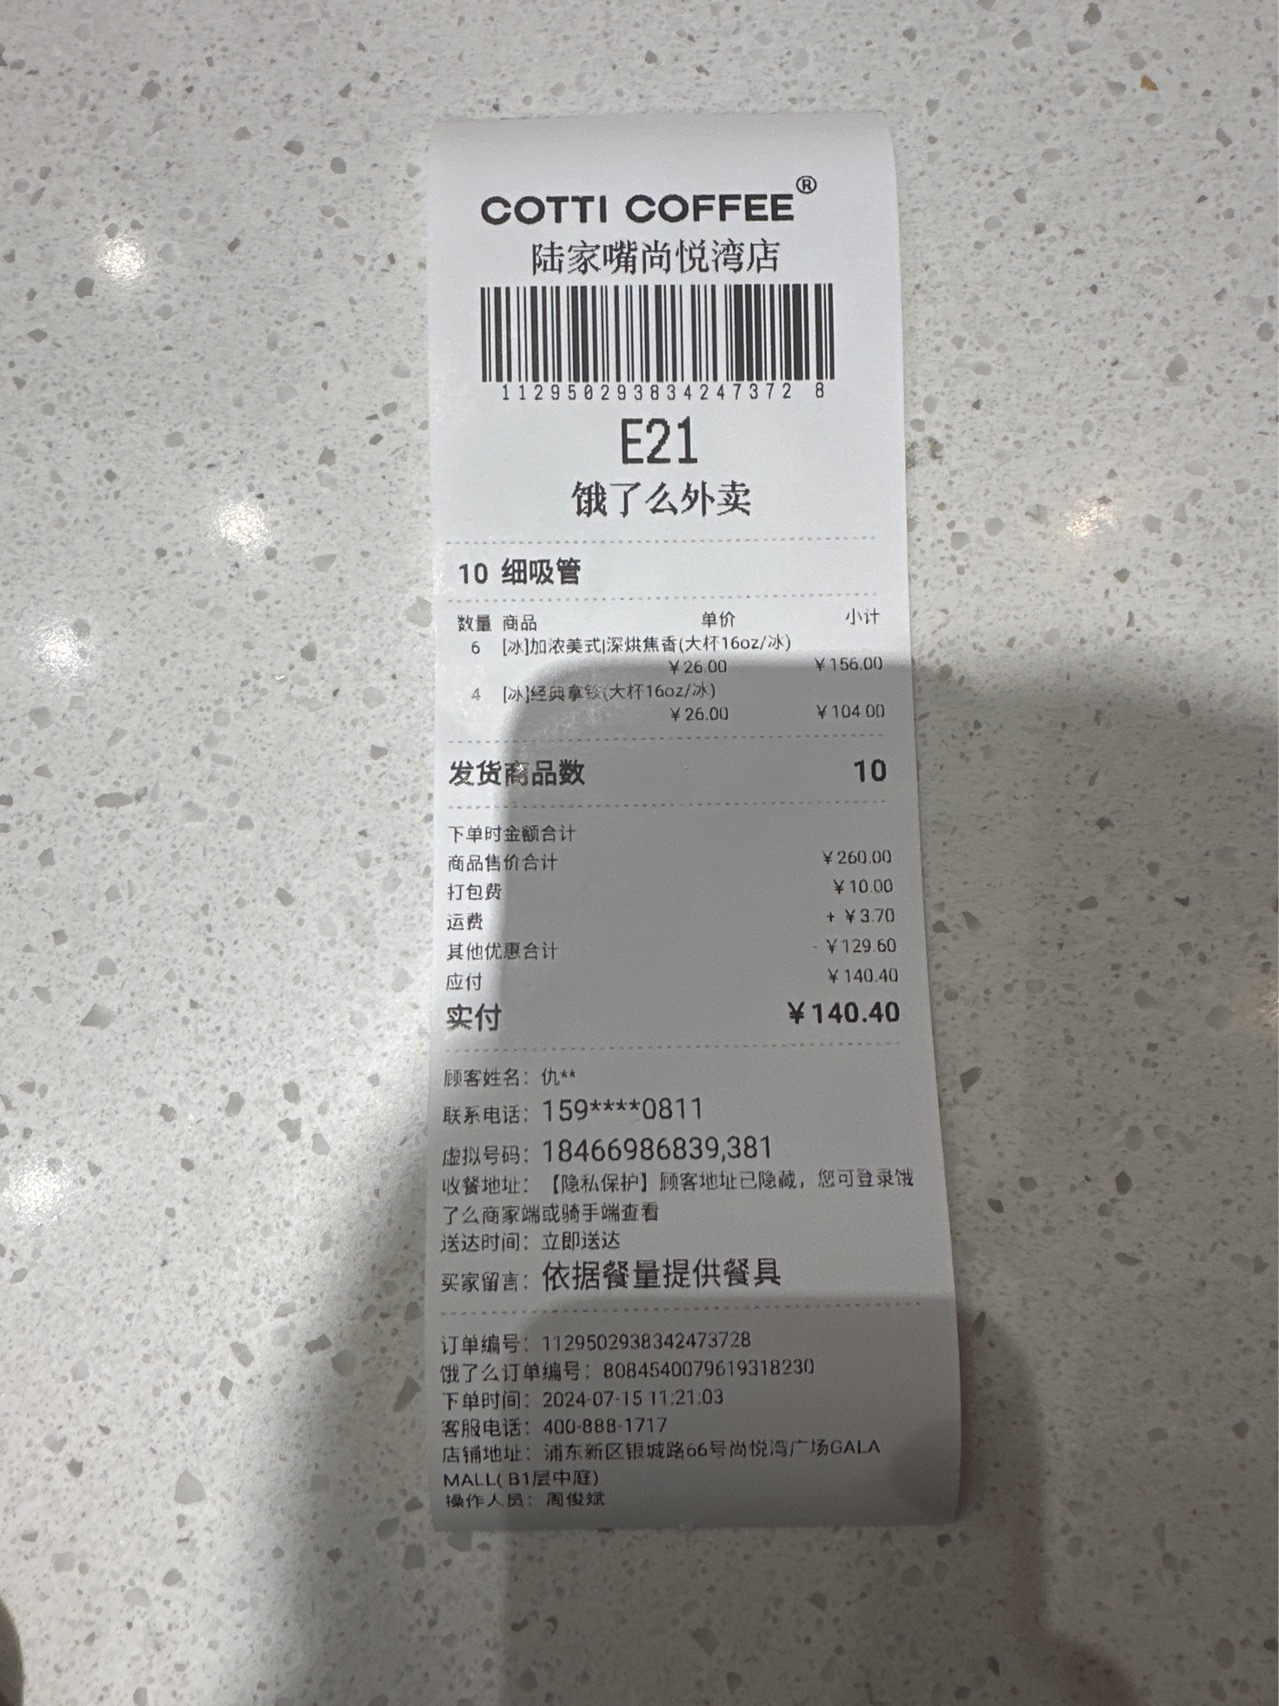 COTTI COFFEE®
陆家嘴尚悦湾店
112950293834247372 8
E21
饿了么外卖
10 细吸管
数量 商品 单价 小计
6 [冰]加浓美式|深烘焦香(大杯16oz/冰)
¥26.00 ¥156.00
4 [冰]经典拿铁(大杯16oz/冰)
¥26.00 ¥104.00
发货商品数 10
下单时金额合计
商品售价合计 ¥260.00
打包费 ¥10.00
运费 + ¥3.70
其他优惠合计 - ¥129.60
应付 ¥140.40
实付 ¥140.40
顾客姓名：仇**
联系电话：159****0811
虚拟号码：18466986839,381
收餐地址：【隐私保护】顾客地址已隐藏，您可登录饿
了么商家端或骑手端查看
送达时间：立即送达
买家留言：依据餐量提供餐具
订单编号：1129502938342473728
饿了么订单编号：8084540079619318230
下单时间：2024-07-15 11:21:03
客服电话：400-888-1717
店铺地址：浦东新区银城路66号尚悦湾广场GALA
MALL( B1层中庭)
操作人员：周俊斌